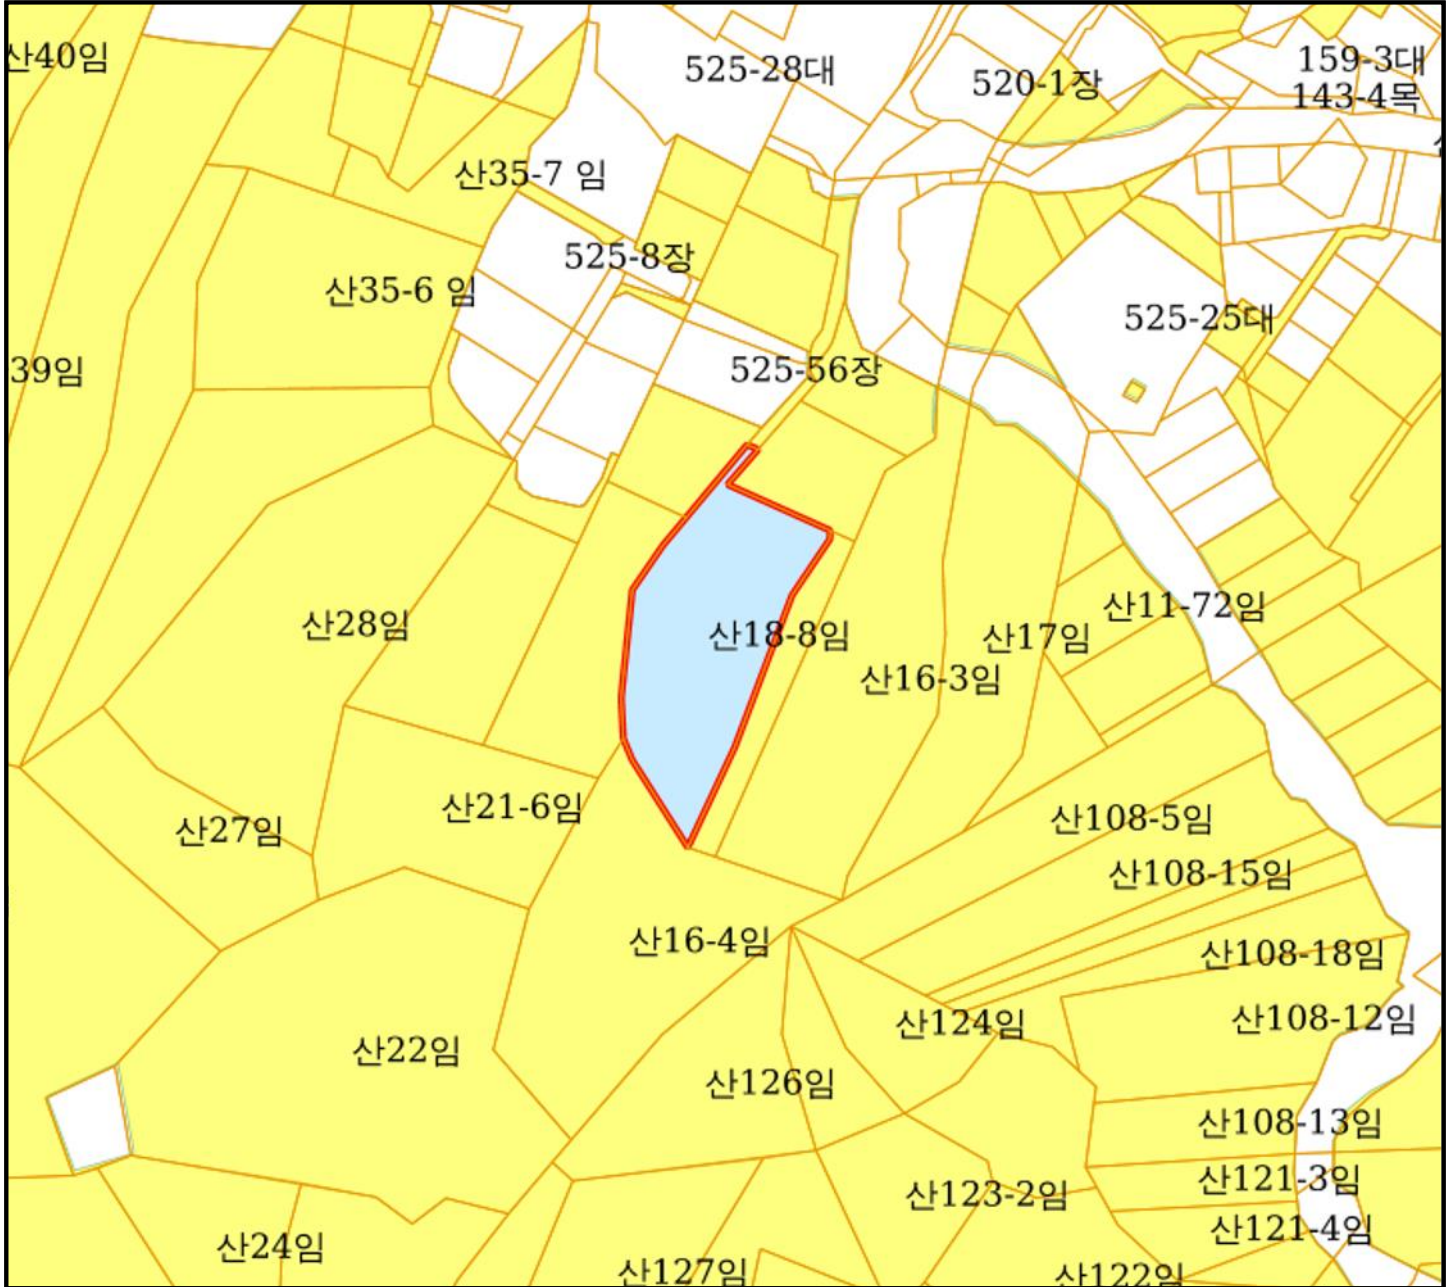 산40임
525-28대
520-1장
159-3대
143-4목
산35-7 임
525-8장
산35-6 임
525-25대
39임
525-56장
산28임
산18-8임
산11-72임
산17임
산16-3임
산21-6임
산27임
산108-5임
산108-15임
산16-4임
산108-18임
산124임
산108-12임
산22임
산126임
산108-13임
산121-3임
산123-2임
산121-4임
산24임
산127임
산122임